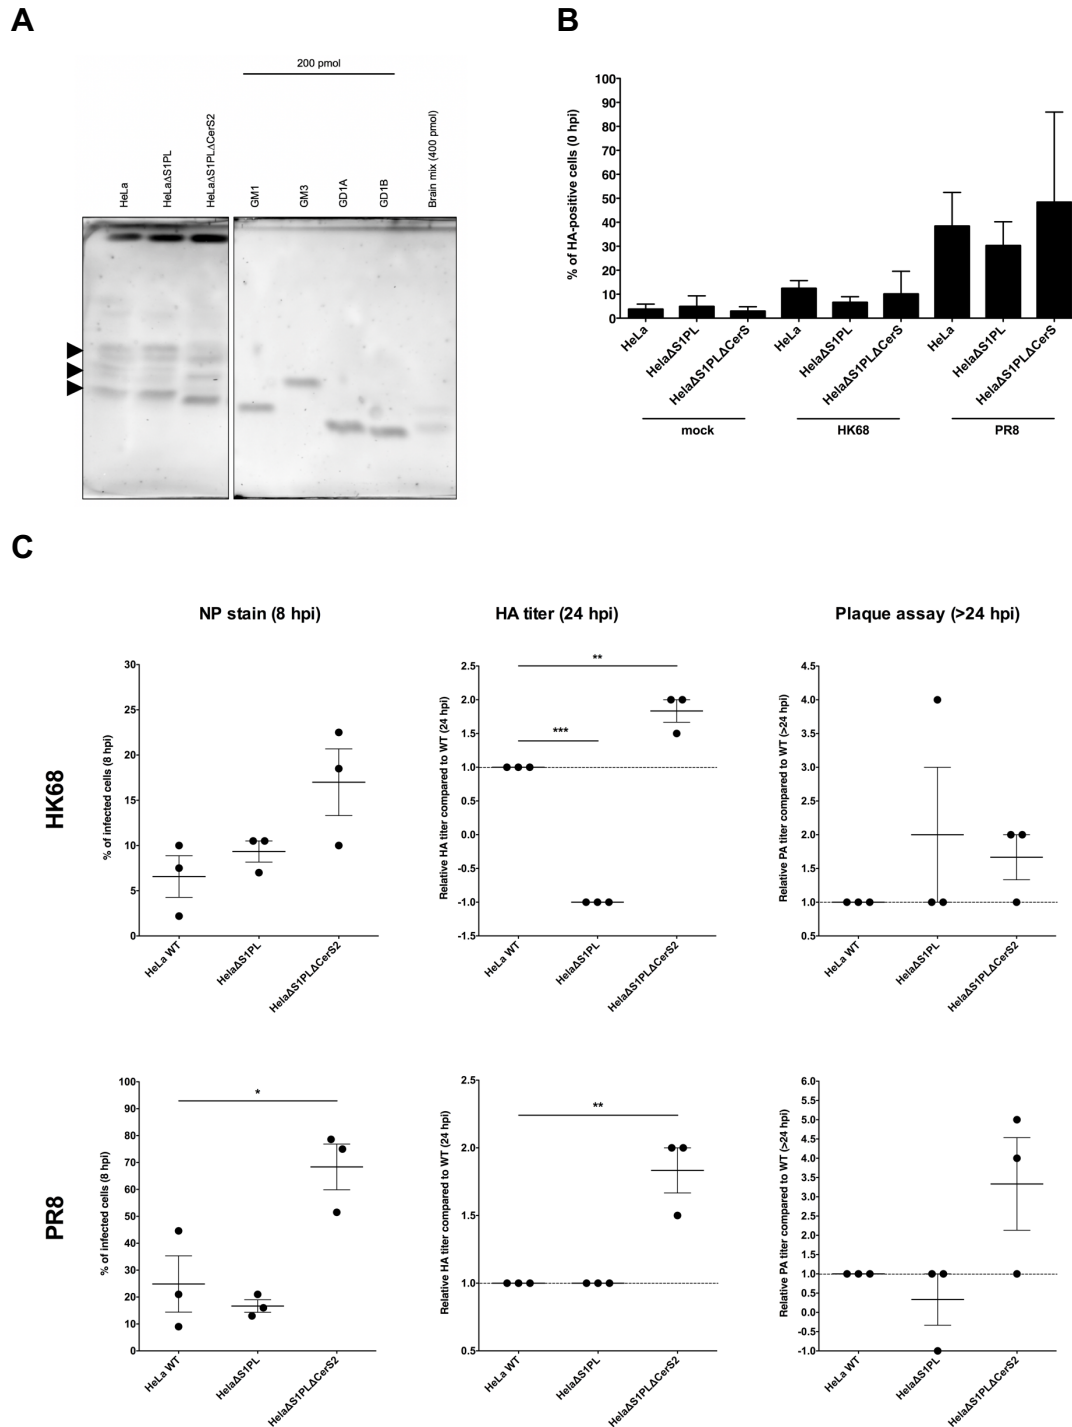 A
200 pmol
HeLa
HeLaΔS1PL
HeLaΔS1PLΔCerS2
GM1
GM3
GD1A
GD1B
Brain mix (400 pmol)
B
% of HA-positive cells (0 hpi)
100
90
80
70
60
50
40
30
20
10
0
HeLa
HelaΔS1PL
HelaΔS1PLΔCerS
HeLa
HelaΔS1PL
HelaΔS1PLΔCerS
HeLa
HelaΔS1PL
HelaΔS1PLΔCerS
mock
HK68
PR8
C
HK68
NP stain (8 hpi)
% of infected cells (8 hpi)
30
25
20
15
10
5
0
HeLa WT
HelaΔS1PL
HelaΔS1PLΔCerS2
HA titer (24 hpi)
Relative HA titer compared to WT (24 hpi)
2.5
2.0
1.5
1.0
0.5
0.0
-0.5
-1.0
-1.5
**
***
HeLa WT
HelaΔS1PL
HelaΔS1PLΔCerS2
Plaque assay (>24 hpi)
Relative PA titer compared to WT (>24 hpi)
4.5
4.0
3.5
3.0
2.5
2.0
1.5
1.0
0.5
HeLa WT
HelaΔS1PL
HelaΔS1PLΔCerS2
PR8
% of infected cells (8 hpi)
100
90
80
70
60
50
40
30
20
10
0
*
HeLa WT
HelaΔS1PL
HelaΔS1PLΔCerS2
Relative HA titer compared to WT (24 hpi)
2.5
2.0
1.5
1.0
0.5
**
HeLa WT
HelaΔS1PL
HelaΔS1PLΔCerS2
Relative PA titer compared to WT (>24 hpi)
6.0
5.5
5.0
4.5
4.0
3.5
3.0
2.5
2.0
1.5
1.0
0.5
0.0
-0.5
-1.0
HeLa WT
HelaΔS1PL
HelaΔS1PLΔCerS2